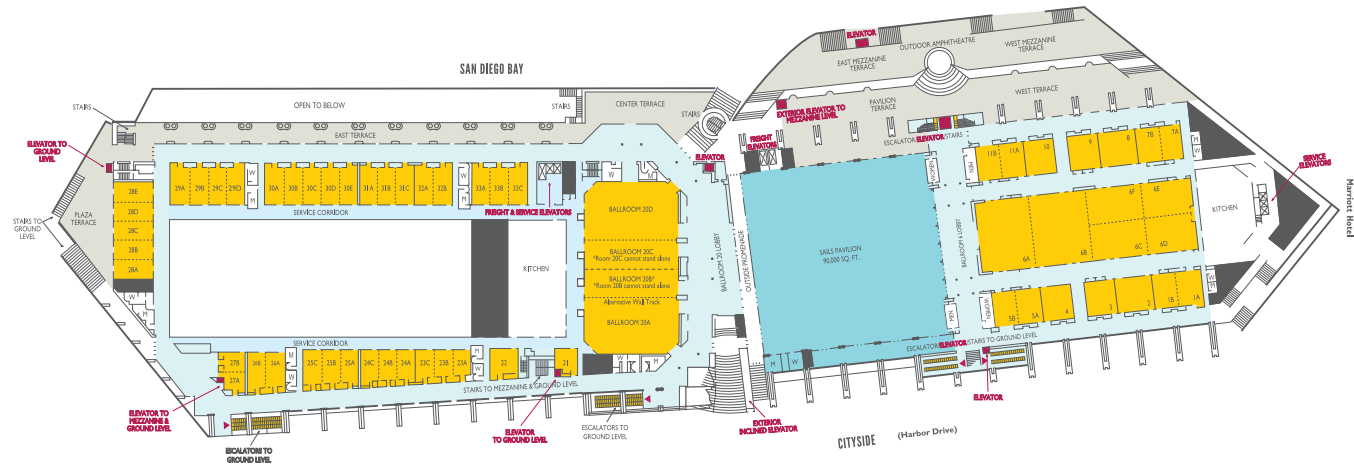 SAN DIEGO BAY
ELEVATOR
OUTDOOR AMPHITHEATRE
WEST MEZZANINE
TERRACE
EAST MEZZANINE
TERRACE
STAIRS
OPEN TO BELOW
STAIRS
CENTER TERRACE
STAIRS
EXTERIOR ELEVATOR TO
MEZZANINE LEVEL
PAVILION
TERRACE
WEST TERRACE
EAST TERRACE
FREIGHT
ELEVATORS
ESCALATOR
ELEVATOR
STAIRS
ELEVATOR
ELEVATOR TO
GROUND
LEVEL
SERVICE
ELEVATORS
Marriott Hotel
PLAZA
TERRACE
STAIRS TO
GROUND
LEVEL
28E
28D
28C
28B
28A
W
M
29A
29B
29C
29D
W
M
30A
30B
30C
30D
30E
31A
31B
31C
32A
32B
W
M
33A
33B
33C
SERVICE CORRIDOR
FREIGHT & SERVICE ELEVATORS
KITCHEN
BALLROOM 20D
BALLROOM 20C
*Room 20C cannot stand alone
BALLROOM 20B*
*Room 20B cannot stand alone
Alternative Wall Track
BALLROOM 20A
BALLROOM 20 LOBBY
OUTSIDE PROMENADE
SAILS PAVILION
90,000 SQ. FT.
WOMEN
MEN
11B
11A
10
9
8
7B
7A
BALLROOM 6 LOBBY
6F
6E
6A
6B
6C
6D
KITCHEN
W
M
MEN
WOMEN
5B
5A
4
3
2
1B
1A
W
M
SERVICE CORRIDOR
27B
27A
26B
26A
M
W
25C
25B
25A
24C
24B
24A
23C
23B
23A
M
W
22
21
W
M
M
W
STAIRS TO MEZZANINE & GROUND LEVEL
ESCALATOR
ELEVATOR
STAIRS TO GROUND LEVEL
ELEVATOR TO
MEZZANINE &
GROUND LEVEL
ESCALATORS TO
GROUND LEVEL
ELEVATOR
TO GROUND LEVEL
ESCALATORS TO
GROUND LEVEL
EXTERIOR
INCLINED ELEVATOR
ELEVATOR
CITYSIDE
(Harbor Drive)